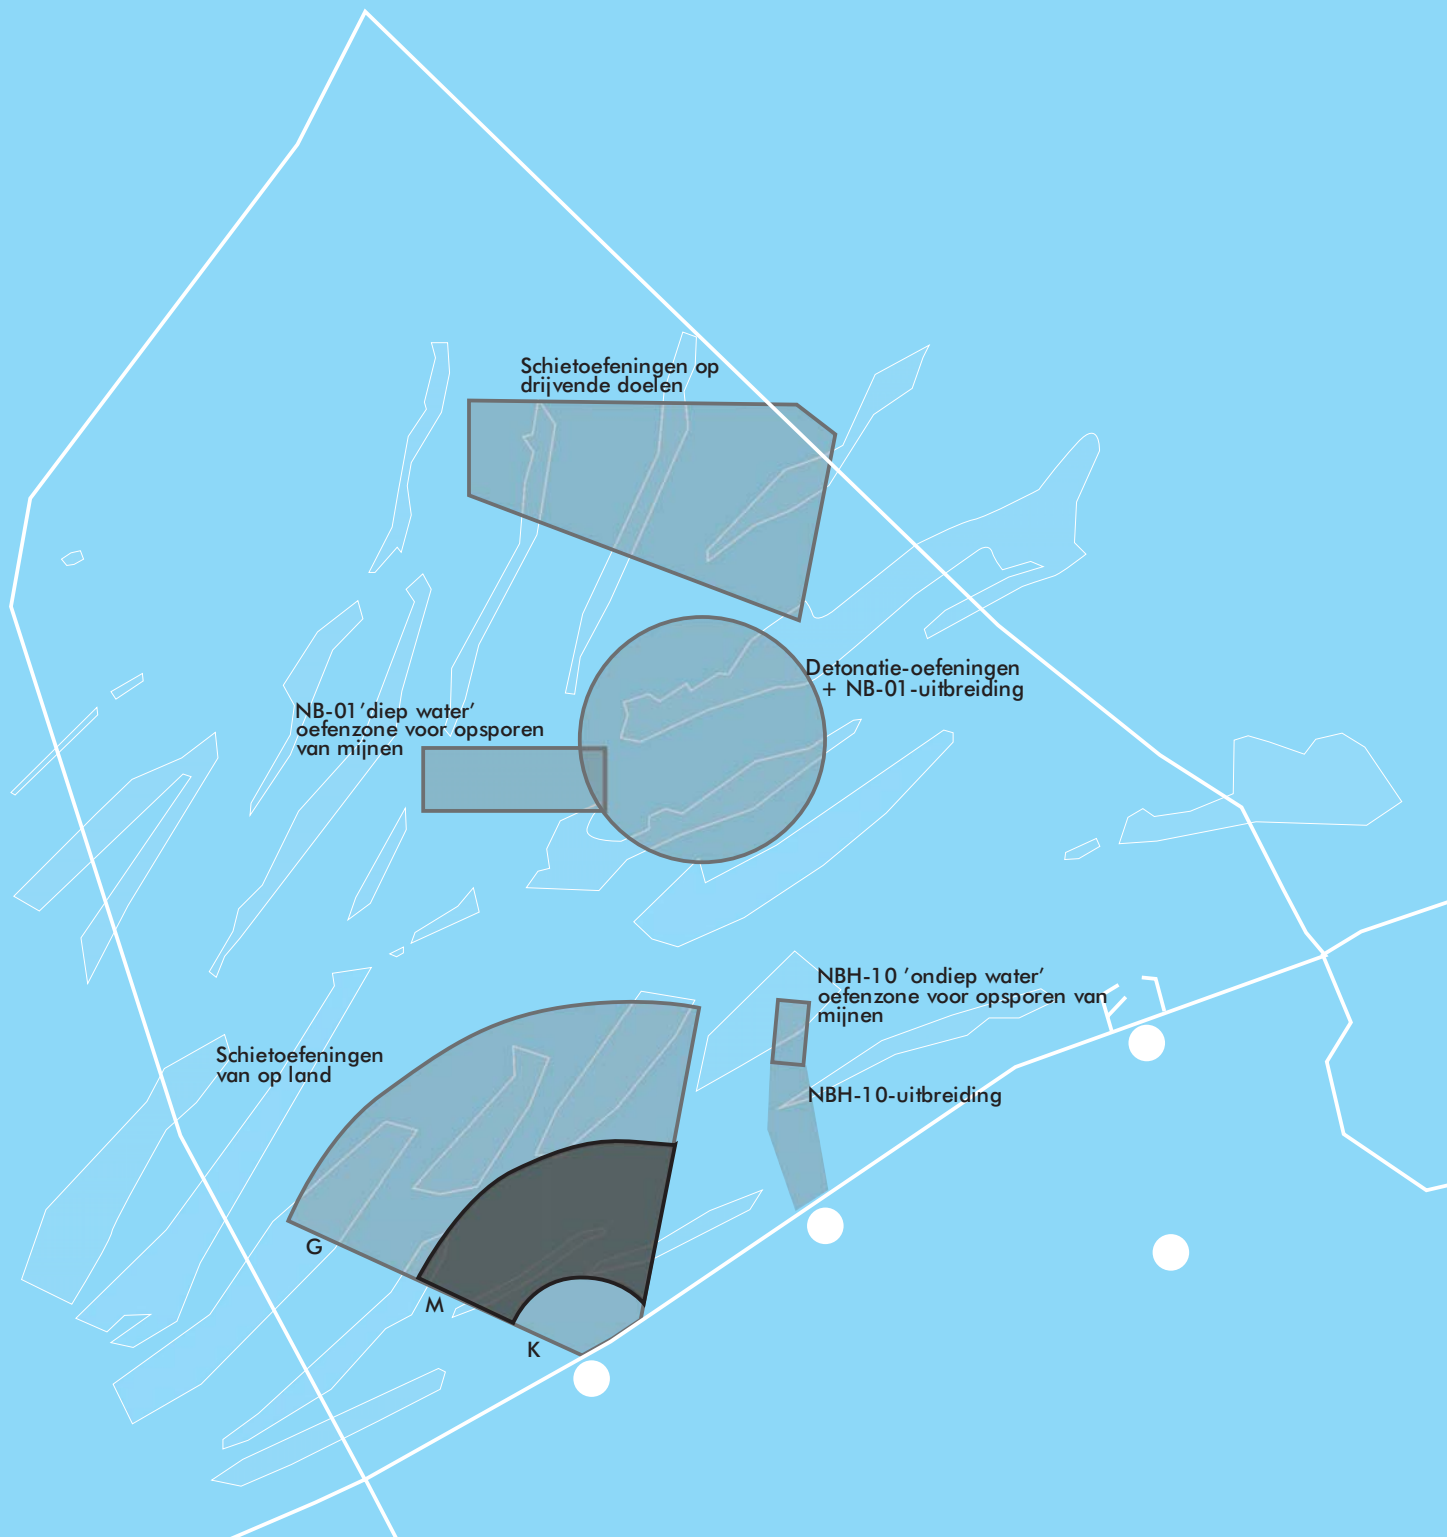 Schietoefeningen op
drijvende doelen
Detonatie-oefeningen
+ NB-01-uitbreiding
NB-01 'diep water'
oefenzone voor opsporen
van mijnen
NBH-10 'ondiep water'
oefenzone voor opsporen van
mijnen
Schietoefeningen
van op land
NBH-10-uitbreiding
G
M
K